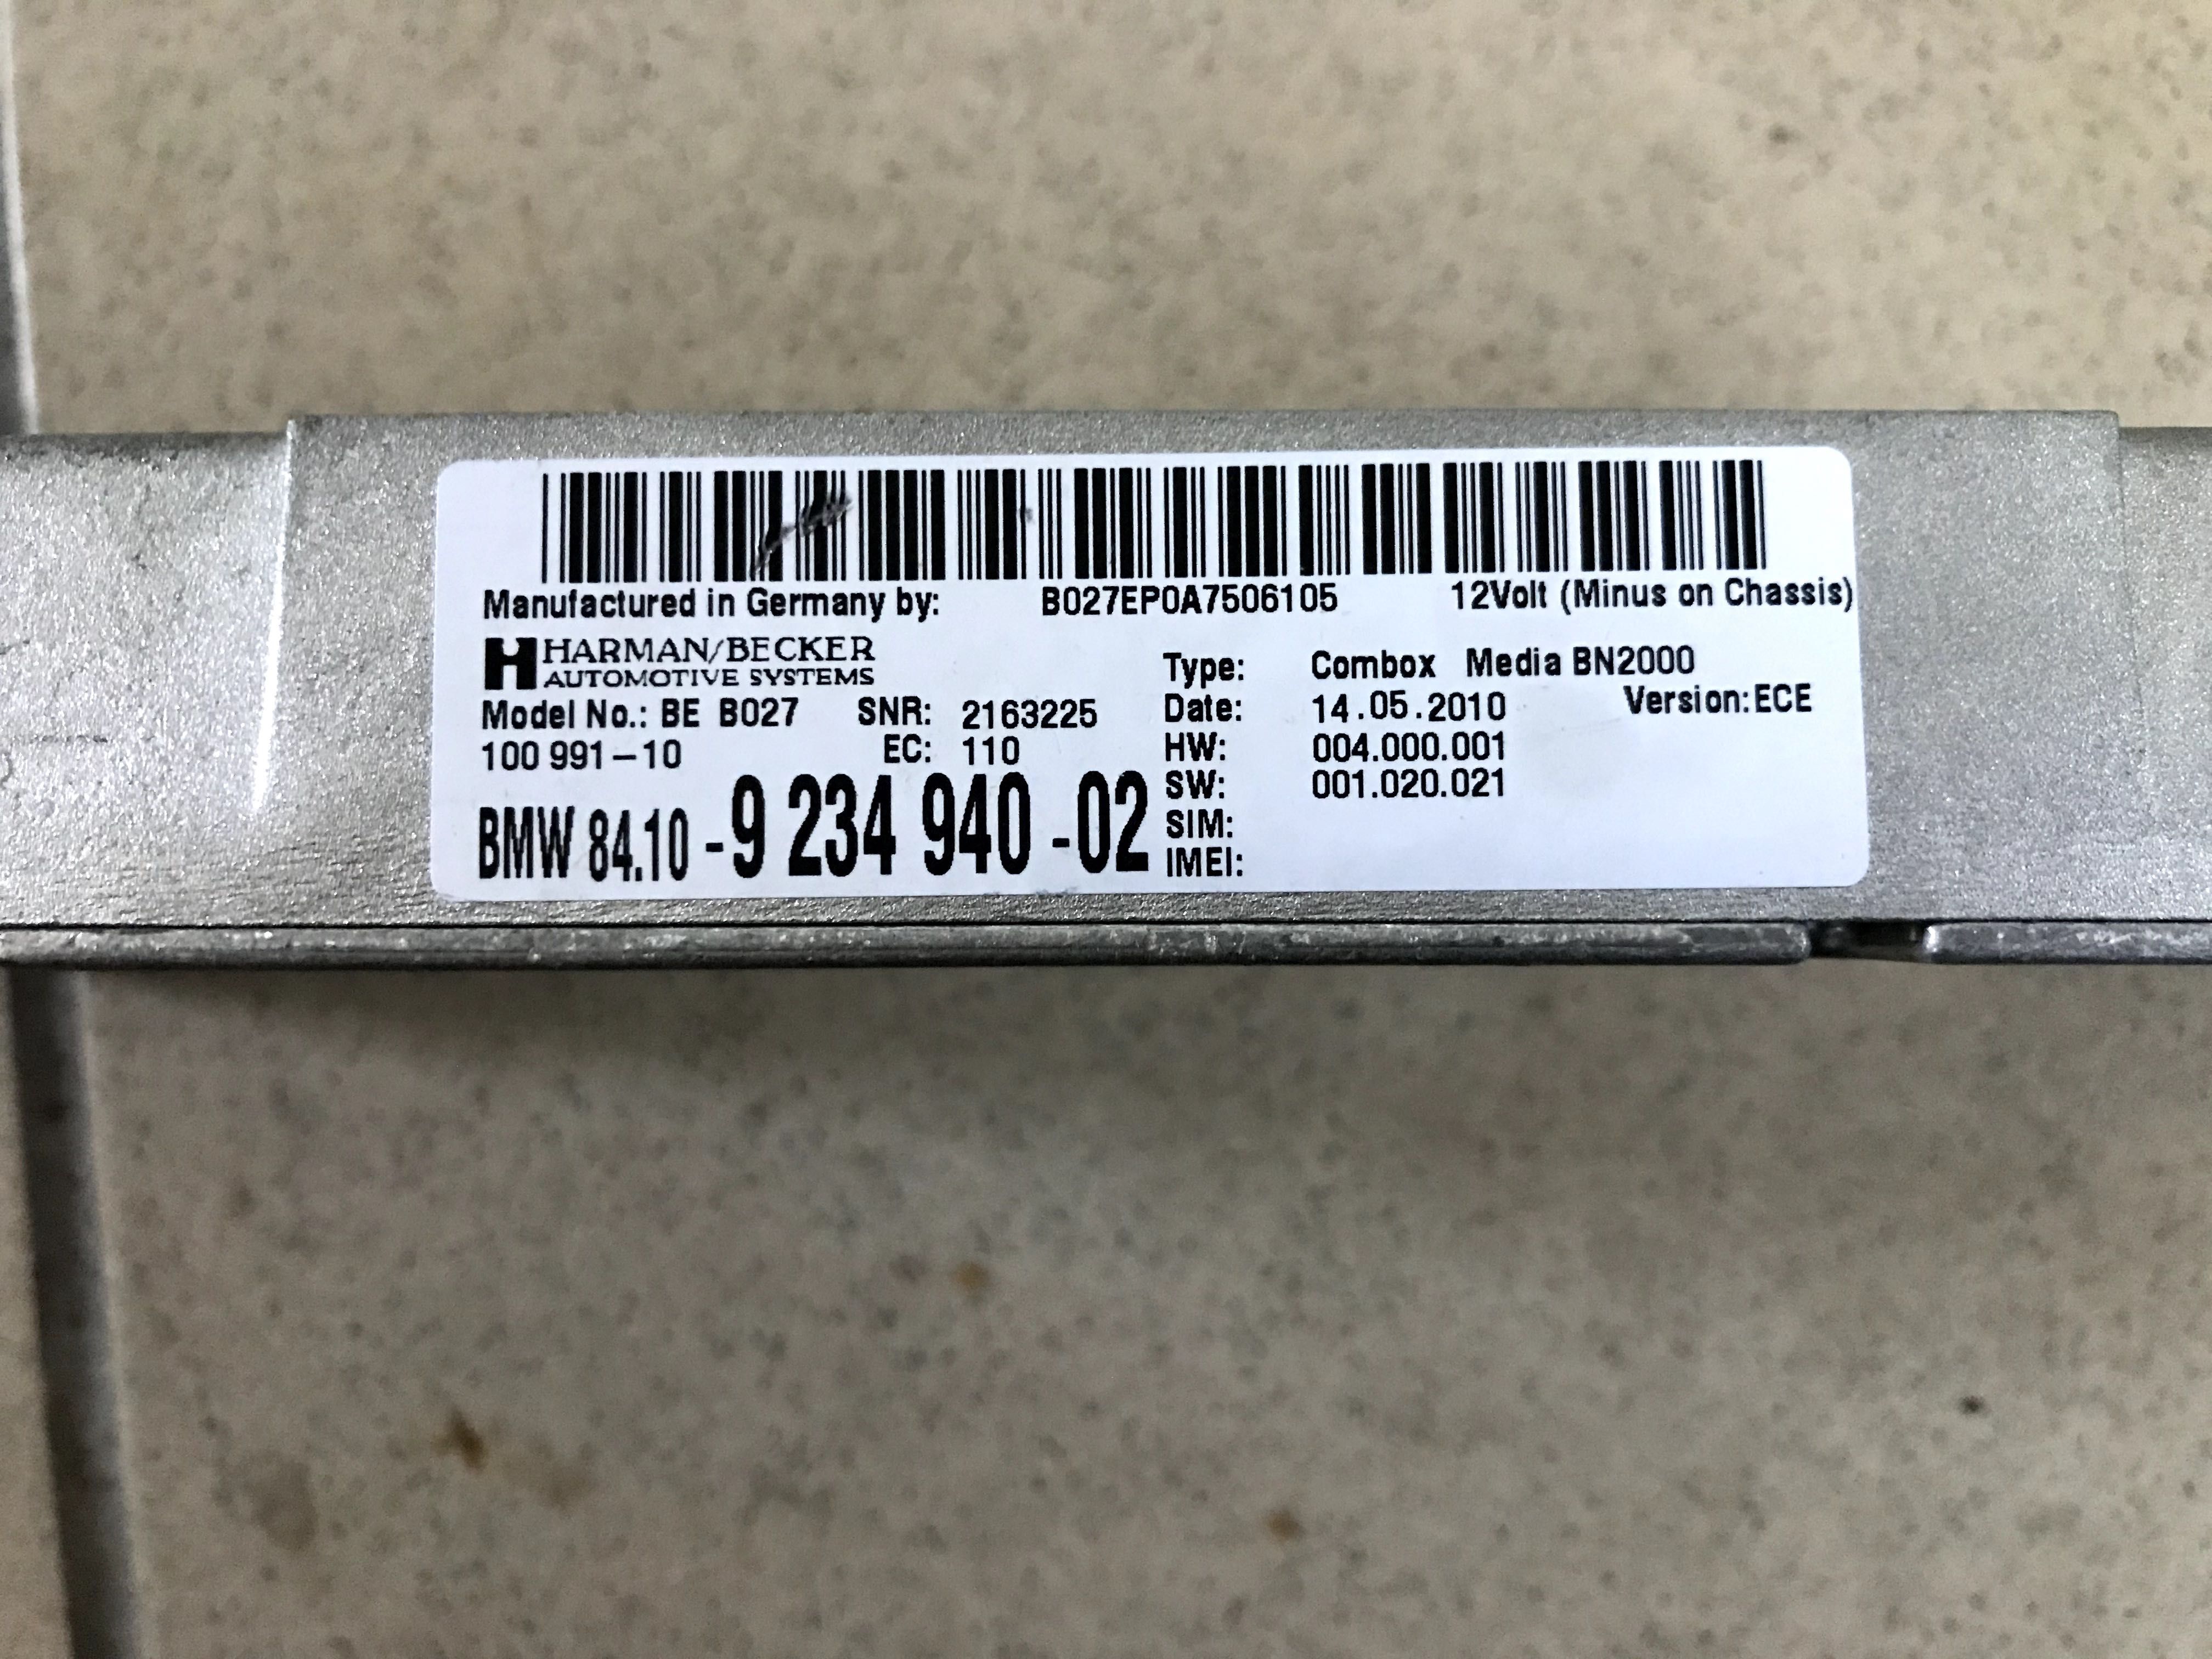 Manufactured in Germany by: B027EP0A7506105 12Volt (Minus on Chassis)
HARMAN/BECKER
AUTOMOTIVE SYSTEMS
Type: Combox Media BN2000
Model No.: BE B027 SNR: 2163225 Date: 14.05.2010 Version:ECE
100 991-10 EC: 110 HW: 004.000.001
SW: 001.020.021
BMW 84.10 -9 234 940 -02 SIM:
IMEI: